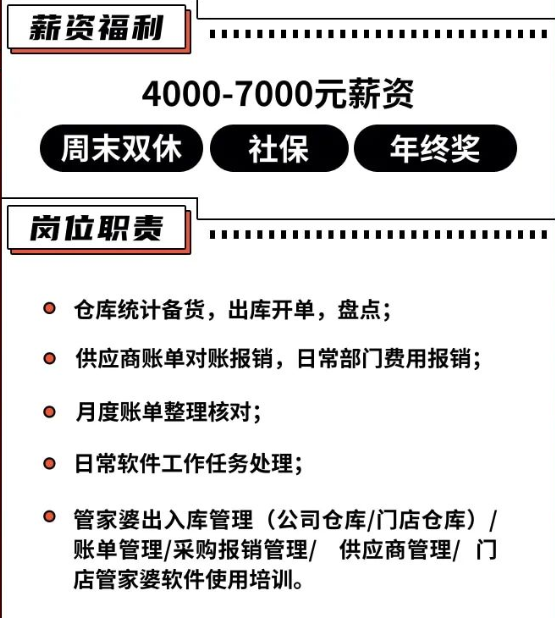 薪资福利
4000-7000元薪资
周末双休 社保 年终奖
岗位职责
仓库统计备货，出库开单，盘点；
供应商账单对账报销，日常部门费用报销；
月度账单整理核对；
日常软件工作任务处理；
管家婆出入库管理（公司仓库/门店仓库）/
账单管理/采购报销管理/ 供应商管理/ 门
店管家婆软件使用培训。